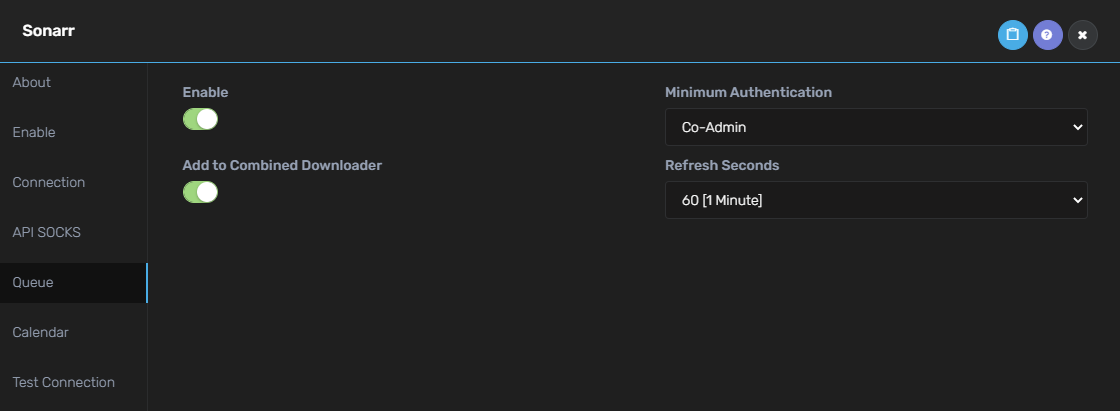 Sonarr
About
Enable
Connection
API SOCKS
Queue
Calendar
Test Connection
Enable
Minimum Authentication
Co-Admin
Add to Combined Downloader
Refresh Seconds
60 [1 Minute]